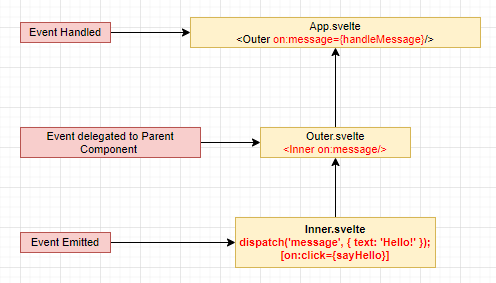 Event Handled
App.svelte
<Outer on:message={handleMessage}/>
Event delegated to Parent
Component
Outer.svelte
<Inner on:message/>
Event Emitted
Inner.svelte
dispatch('message', { text: 'Hello!' });
[on:click={sayHello}]